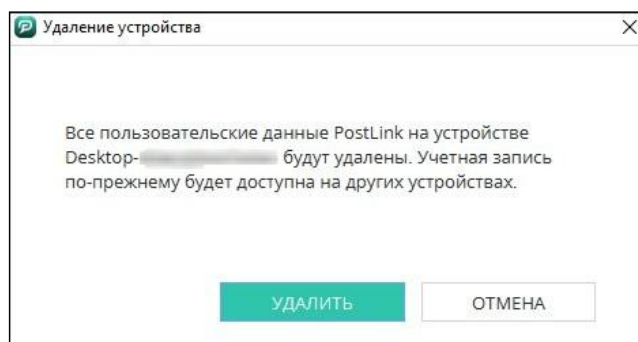 Удаление устройства
Все пользовательские данные PostLink на устройстве
Desktop- будут удалены. Учетная запись
по-прежнему будет доступна на других устройствах.
УДАЛИТЬ ОТМЕНА